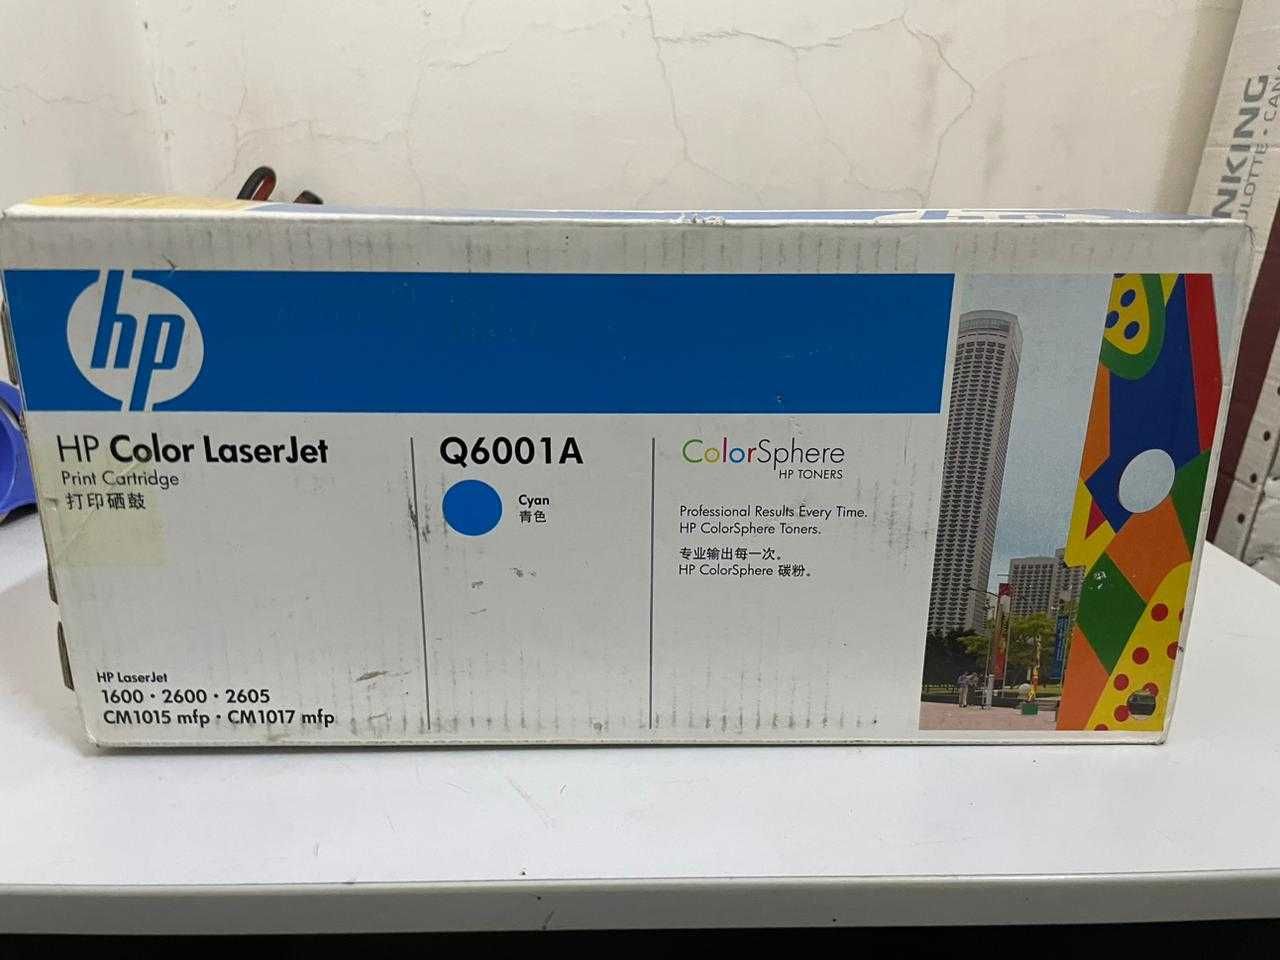 hp
HP Color LaserJet
Print Cartridge
打印硒鼓
HP LaserJet
1600 · 2600 · 2605
CM1015 mfp · CM1017 mfp
Q6001A
Cyan
青色
ColorSphere
HP TONERS
Professional Results Every Time.
HP ColorSphere Toners.
专业输出每一次。
HP ColorSphere 碳粉。
NKING